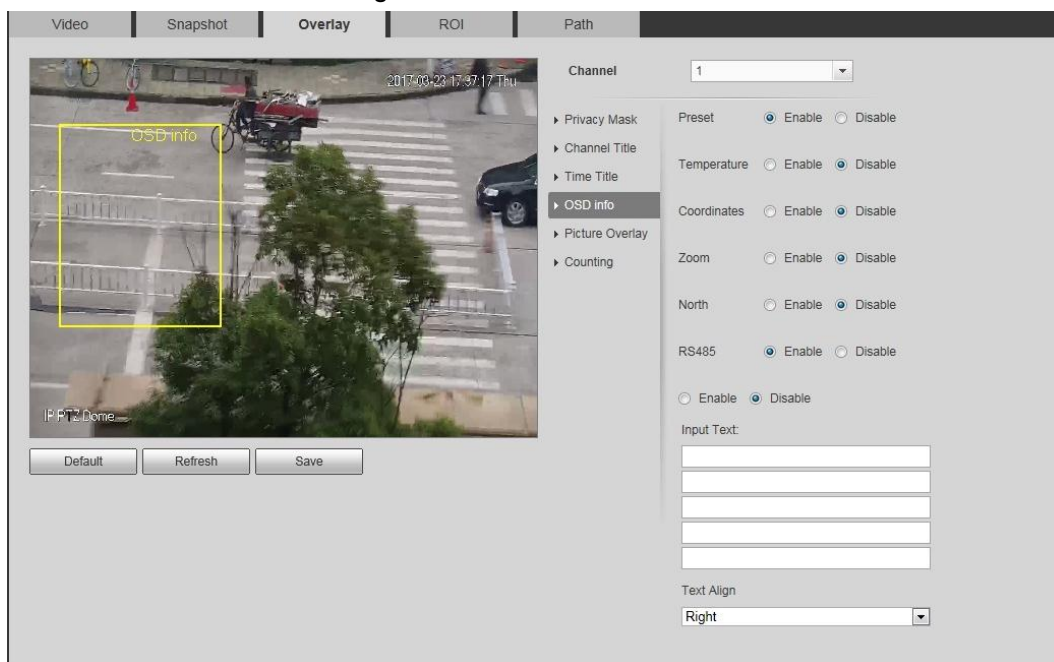 Video Snapshot Overlay ROI Path
2017-03-23 17:37:17 Thu
OSD info
IP PTZ Dome
Default Refresh Save
Channel 1
Privacy Mask
Channel Title
Time Title
OSD info
Picture Overlay
Counting
Preset Enable Disable
Temperature Enable Disable
Coordinates Enable Disable
Zoom Enable Disable
North Enable Disable
RS485 Enable Disable
Enable Disable
Input Text:
Text Align
Right